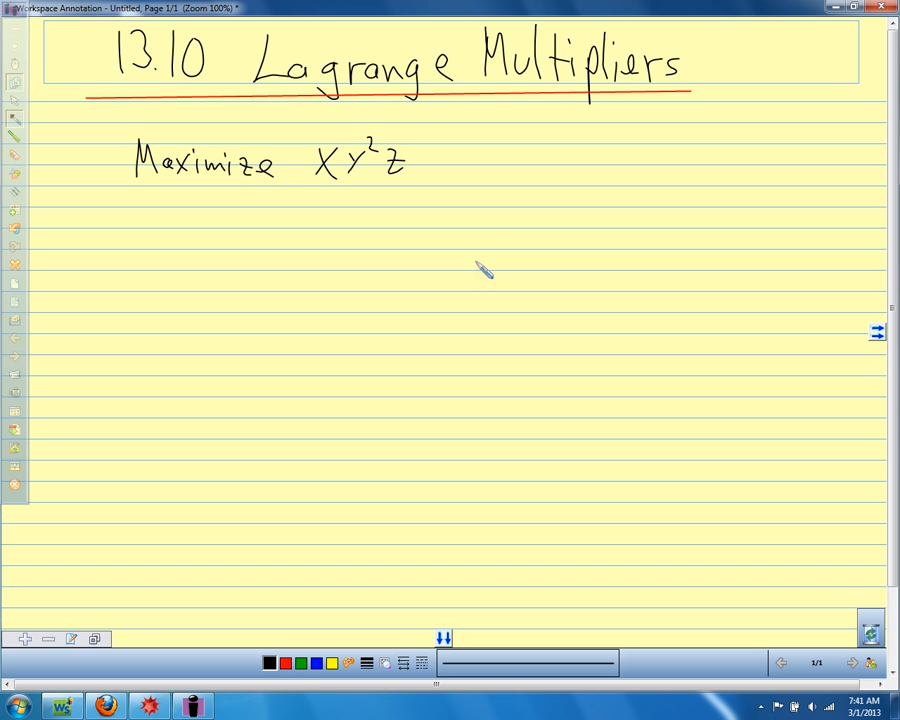 Workspace Annotation - Untitled, Page 1/1 (Zoom 100%) *
13.10 Lagrange Multipliers
Maximize xy²z
1/1
7:41 AM
3/1/2013